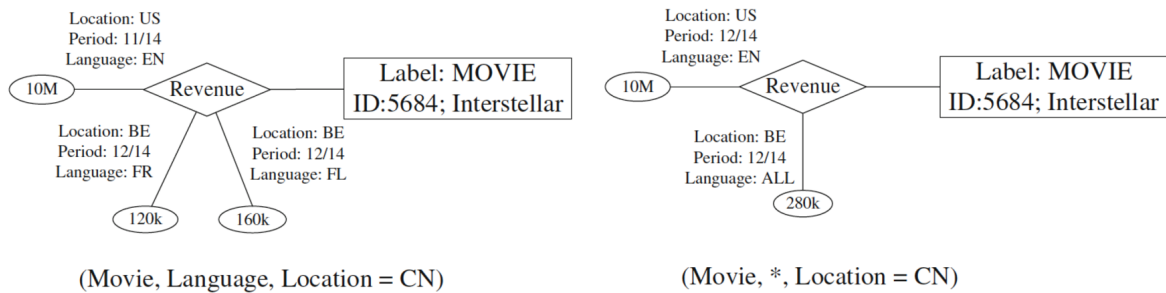 Location: US
Period: 11/14
Language: EN
10M
Revenue
Label: MOVIE
ID:5684; Interstellar
Location: BE
Period: 12/14
Language: FR
Location: BE
Period: 12/14
Language: FL
120k
160k
(Movie, Language, Location = CN)
Location: US
Period: 12/14
Language: EN
10M
Revenue
Label: MOVIE
ID:5684; Interstellar
Location: BE
Period: 12/14
Language: ALL
280k
(Movie, *, Location = CN)